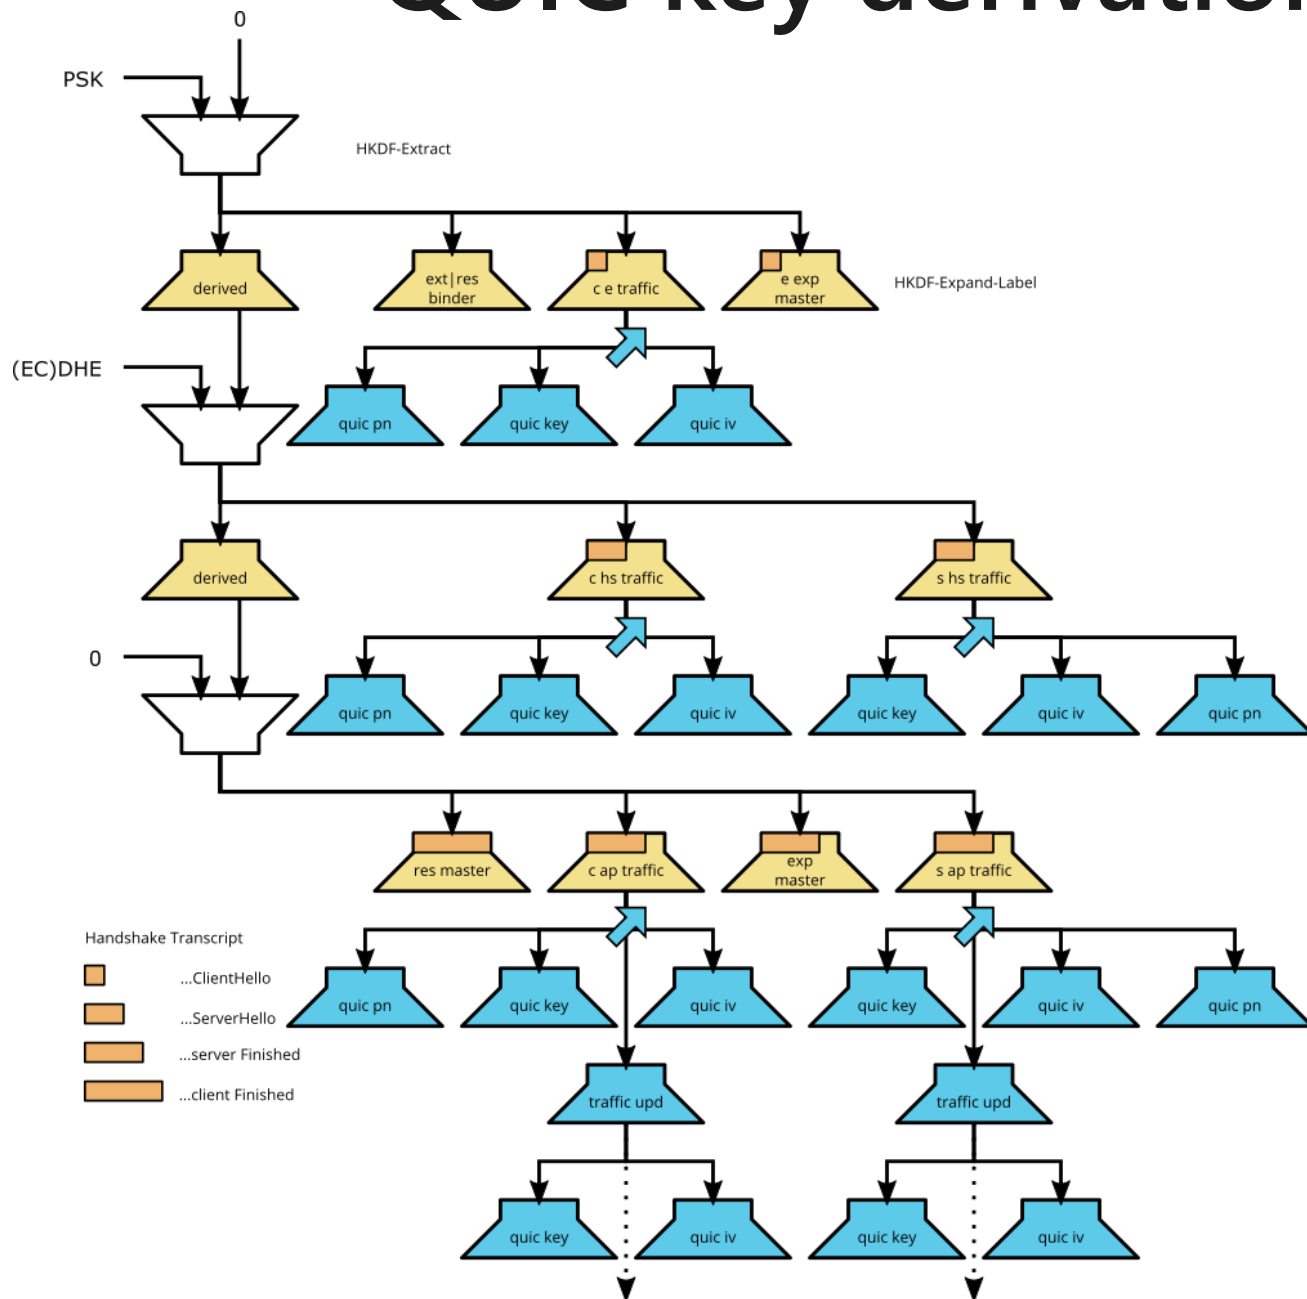 QUIC key derivation
0
PSK
HKDF-Extract
derived
ext|res
binder
c e traffic
e exp
master
HKDF-Expand-Label
(EC)DHE
quic pn
quic key
quic iv
derived
c hs traffic
s hs traffic
0
quic pn
quic key
quic iv
quic key
quic iv
quic pn
res master
c ap traffic
exp
master
s ap traffic
Handshake Transcript
...ClientHello
...ServerHello
...server Finished
...client Finished
quic pn
quic key
quic iv
quic key
quic iv
quic pn
traffic upd
traffic upd
quic key
quic iv
quic key
quic iv